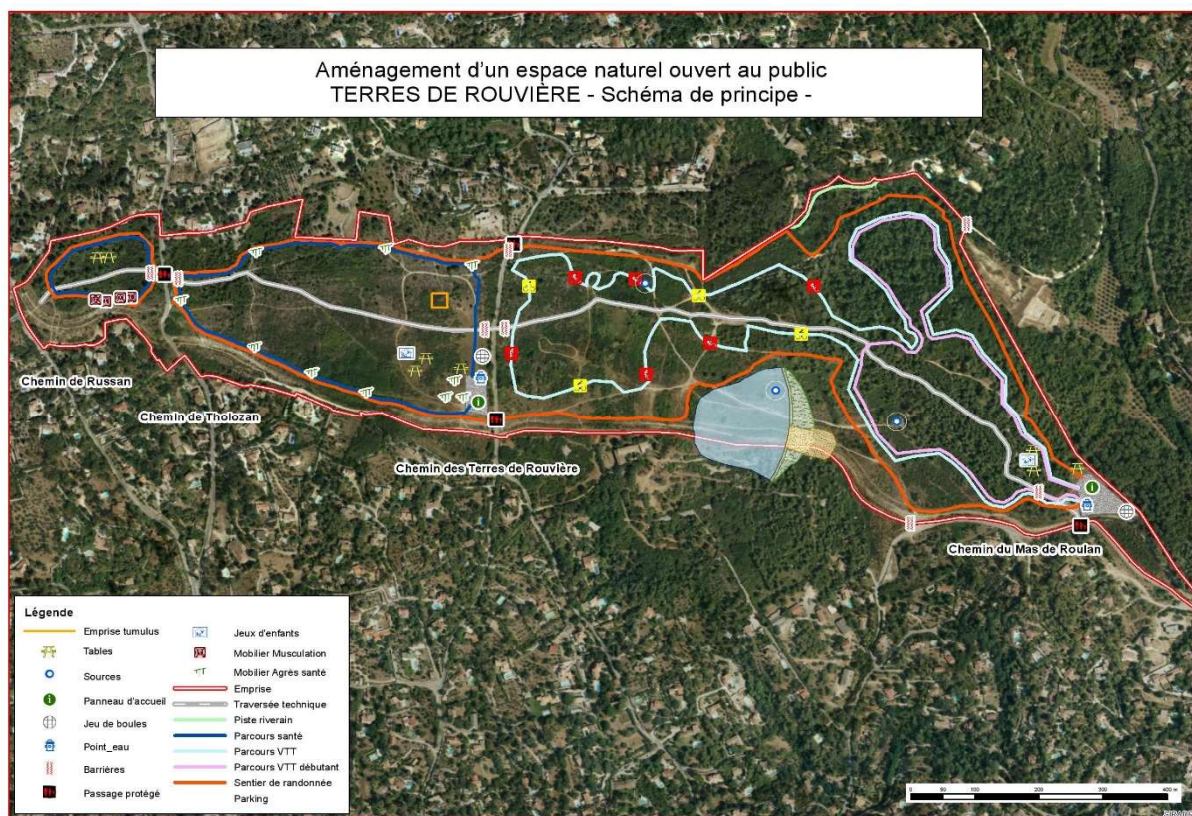 Aménagement d'un espace naturel ouvert au public
TERRES DE ROUVIÈRE - Schéma de principe -
Chemin de Russan
Chemin de Tholozan
Chemin des Terres de Rouvière
Chemin du Mas de Roulan
Légende
Emprise tumulus
Tables
Sources
Panneau d'accueil
Jeu de boules
Point_eau
Barrières
Passage protégé
Jeux d'enfants
Mobilier Musculation
Mobilier Agrès santé
Emprise
Traversée technique
Piste riverain
Parcours santé
Parcours VTT
Parcours VTT débutant
Sentier de randonnée
Parking
0 50 100 200 300 400 m